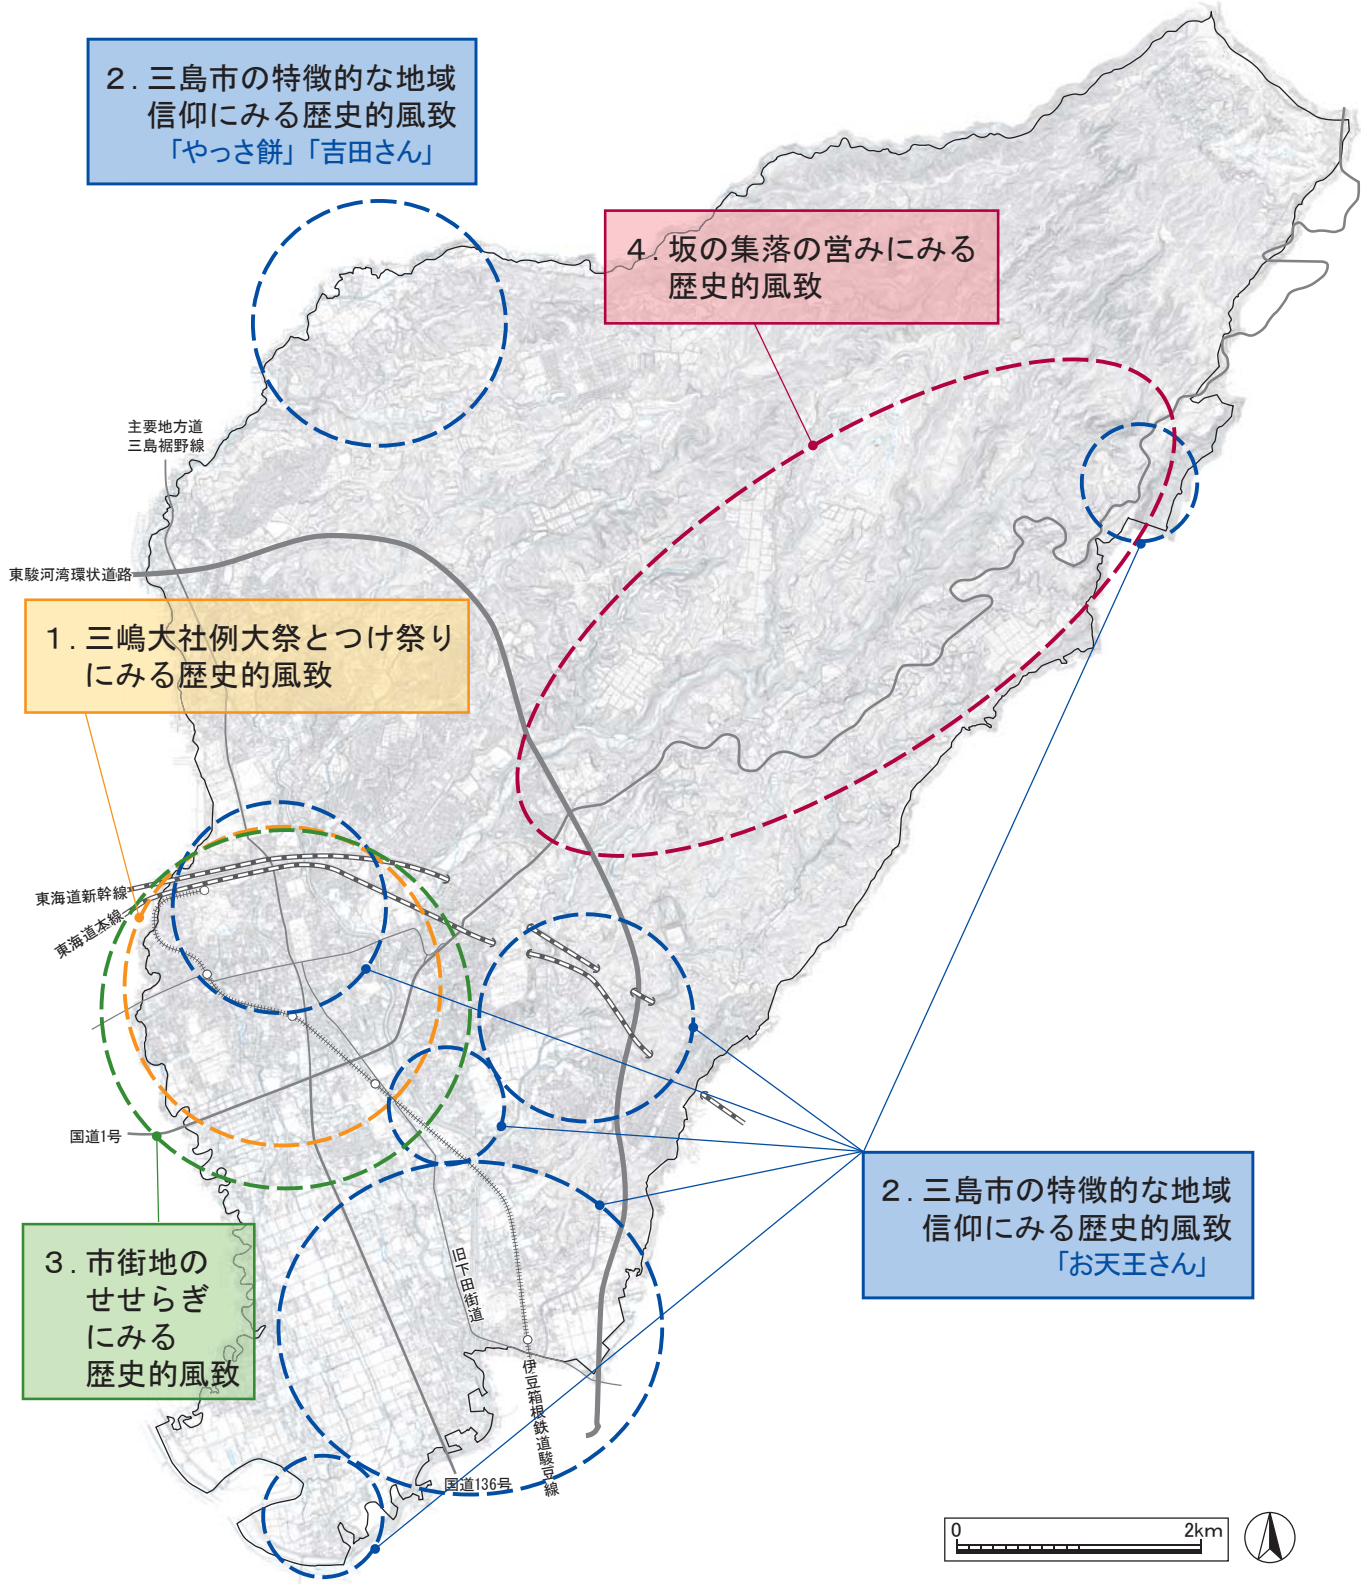 ２．三島市の特徴的な地域
信仰にみる歴史的風致
「やっさ餅」「吉田さん」
４．坂の集落の営みにみる
歴史的風致
主要地方道
三島裾野線
東駿河湾環状道路
１．三嶋大社例大祭とつけ祭り
にみる歴史的風致
東海道新幹線
東海道本線
国道1号
２．三島市の特徴的な地域
信仰にみる歴史的風致
「お天王さん」
３．市街地の
せせらぎ
にみる
歴史的風致
旧下田街道
伊豆箱根鉄道駿豆線
国道136号
0 2km